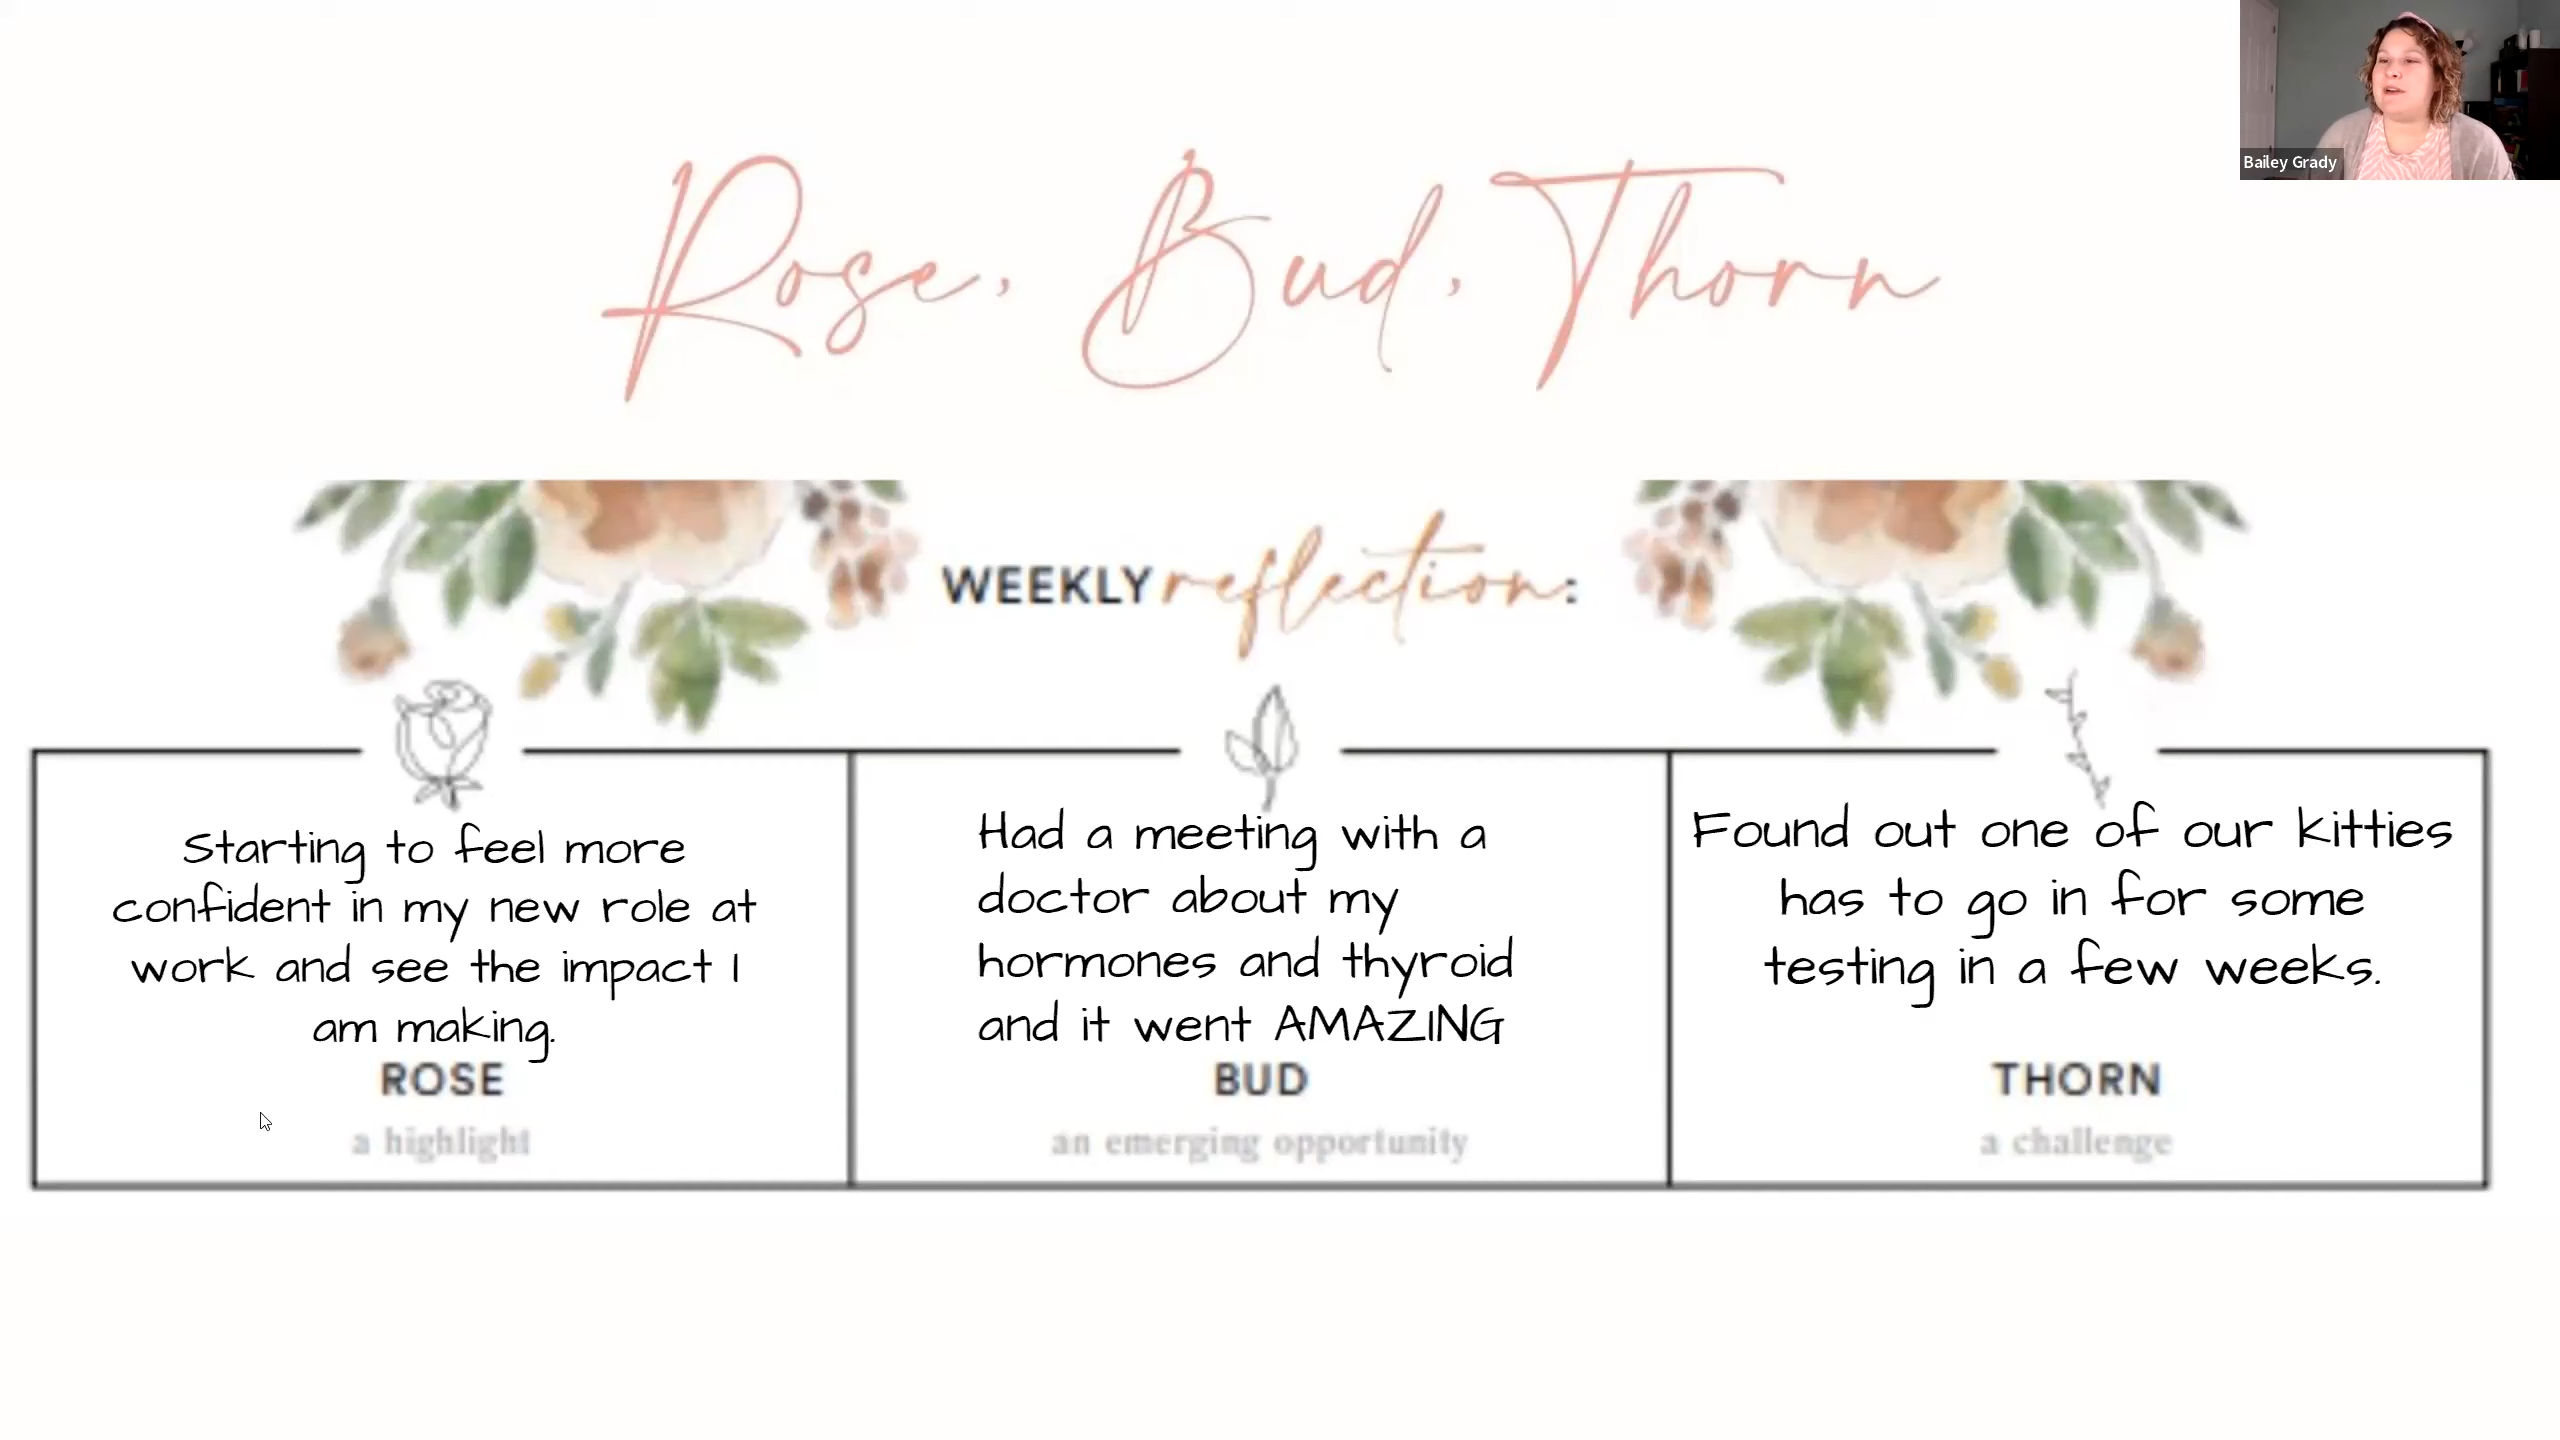 Bailey Grady
Rose, Bud, Thorn
WEEKLY reflection:
Starting to feel more
confident in my new role at
work and see the impact I
am making.
ROSE
a highlight
Had a meeting with a
doctor about my
hormones and thyroid
and it went AMAZING
BUD
an emerging opportunity
Found out one of our kitties
has to go in for some
testing in a few weeks.
THORN
a challenge